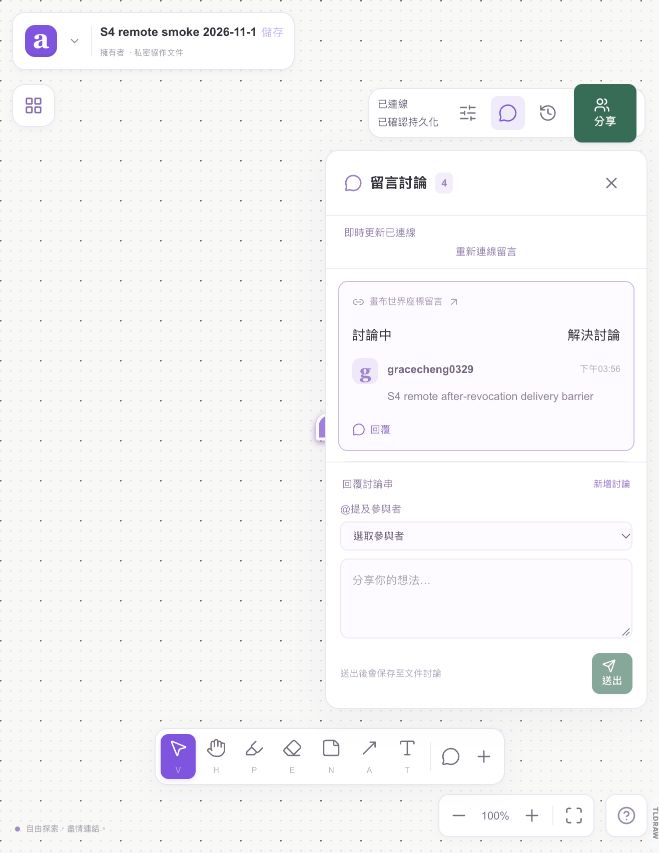 a
S4 remote smoke 2026-11-1 儲存
擁有者 · 私密協作文件
已連線
已確認持久化
分享
留言討論 4
即時更新已連線
重新連線留言
畫布世界座標留言
討論中 解決討論
g gracecheng0329 下午03:56
S4 remote after-revocation delivery barrier
回覆
回覆討論串 新增討論
@提及參與者
選取參與者
分享你的想法...
送出後會保存至文件討論 送出
V H P E N A T
100%
自由探索,盡情連結。
TLDRAW